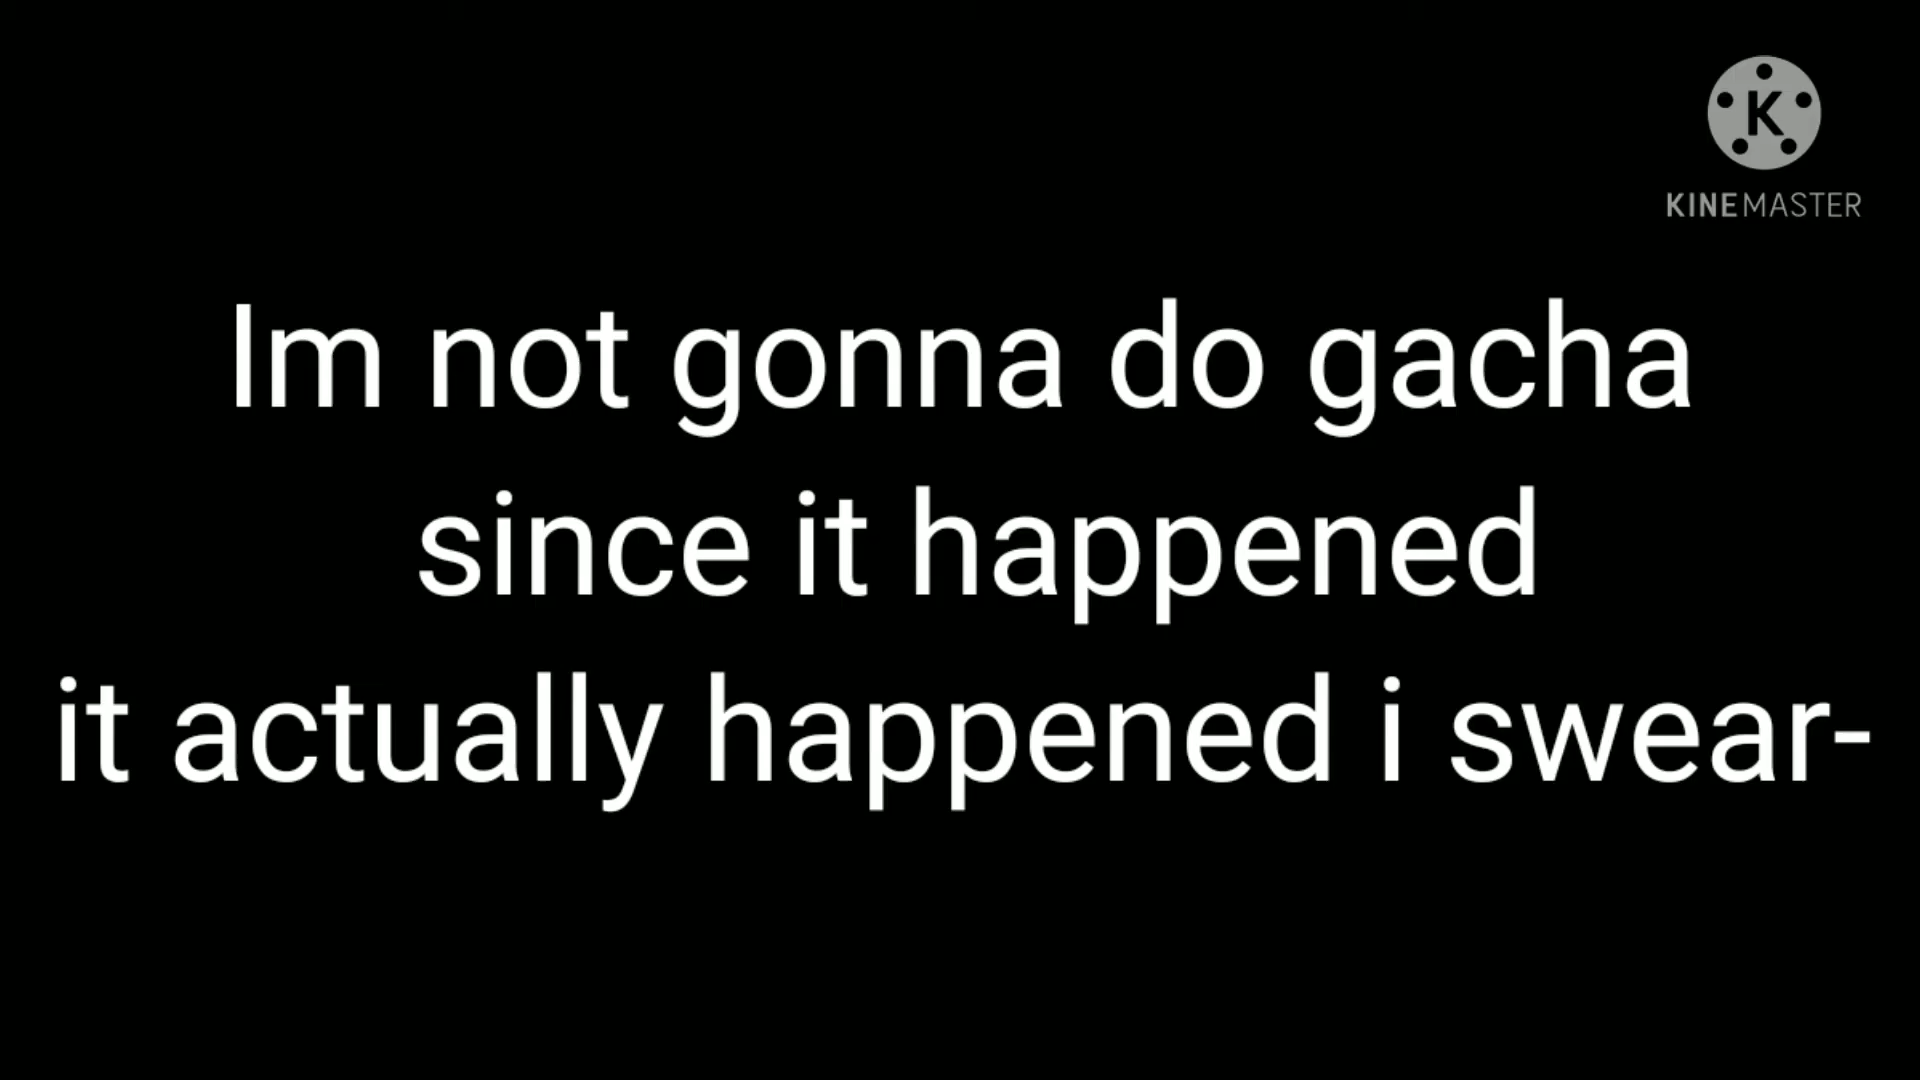 K
KINEMASTER
Im not gonna do gacha
since it happened
it actually happened i swear-